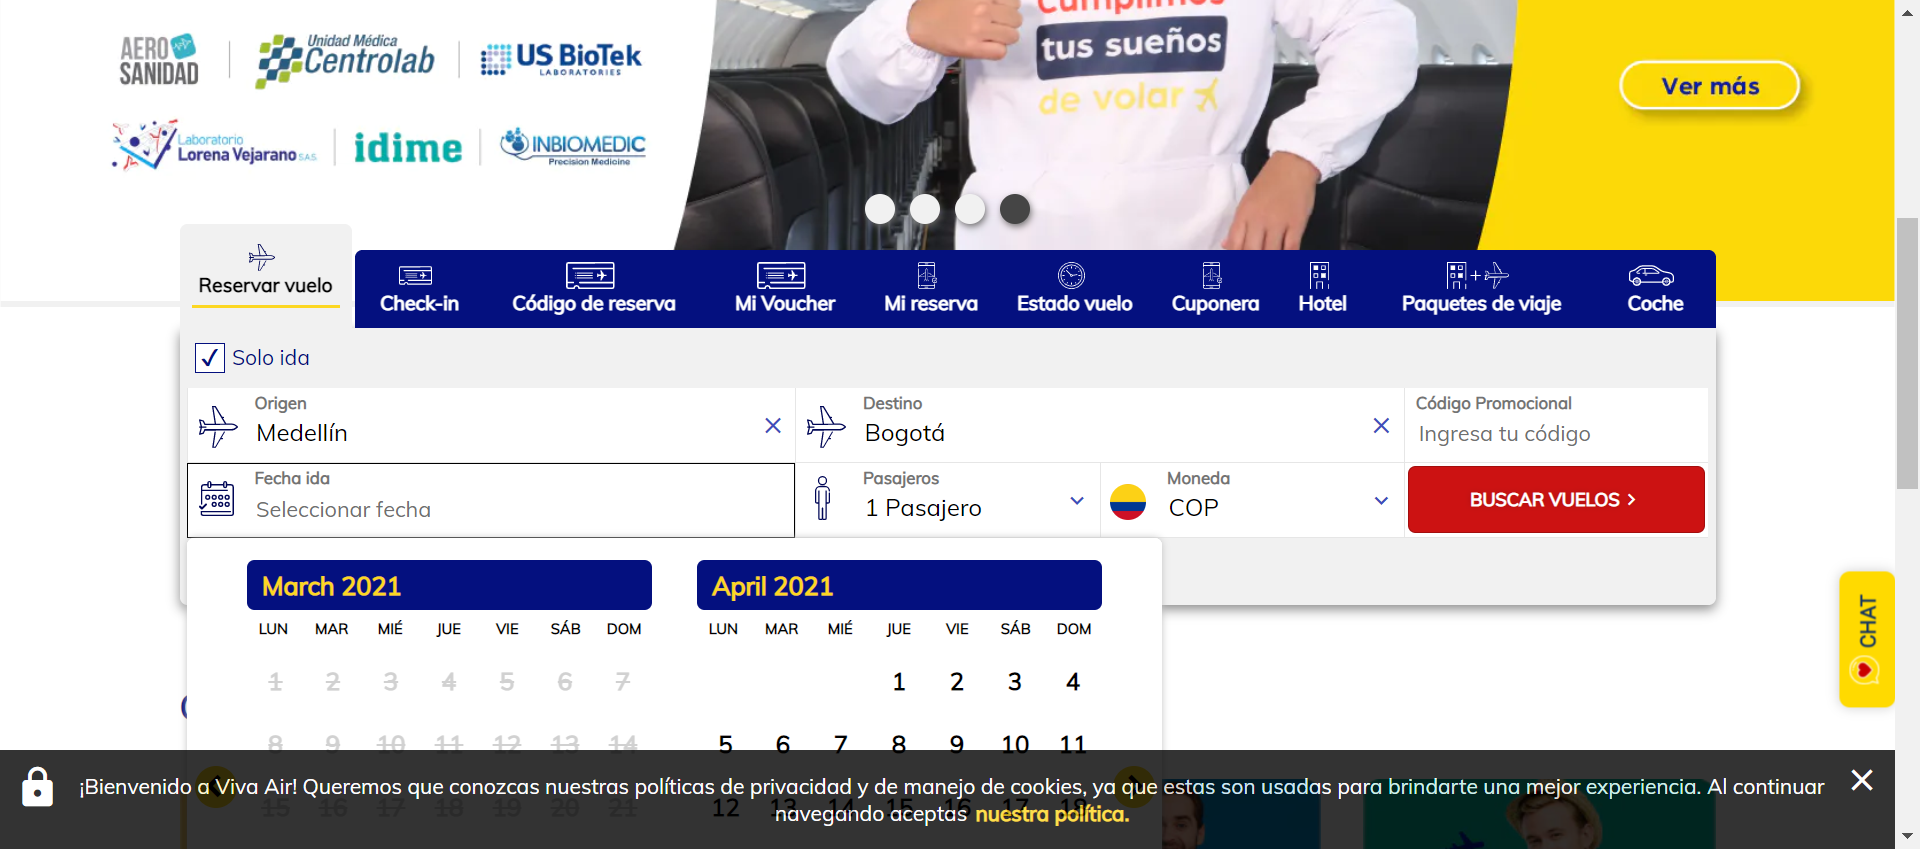 AERO
SANIDAD
Unidad Médica
Centrolab
US BioTek
LABORATORIES
Laboratorio
Lorena Vejarano S.A.S.
idime
INBIOMEDIC
Precision Medicine
Cumplimos
tus sueños
de volar
Ver más
Reservar vuelo
Check-in
Código de reserva
Mi Voucher
Mi reserva
Estado vuelo
Cuponera
Hotel
Paquetes de viaje
Coche
Solo ida
Origen
Medellín
Destino
Bogotá
Código Promocional
Ingresa tu código
Fecha ida
Seleccionar fecha
Pasajeros
1 Pasajero
Moneda
COP
BUSCAR VUELOS
March 2021
LUN MAR MIÉ JUE VIE SÁB DOM
1 2 3 4 5 6 7
8 9 10 11 12 13 14
15 16 17 18 19 20 21
April 2021
LUN MAR MIÉ JUE VIE SÁB DOM
1 2 3 4
5 6 7 8 9 10 11
12 13 14 15 16 17 18
CHAT
¡Bienvenido a Viva Air! Queremos que conozcas nuestras políticas de privacidad y de manejo de cookies, ya que estas son usadas para brindarte una mejor experiencia. Al continuar
navegando aceptas nuestra política.